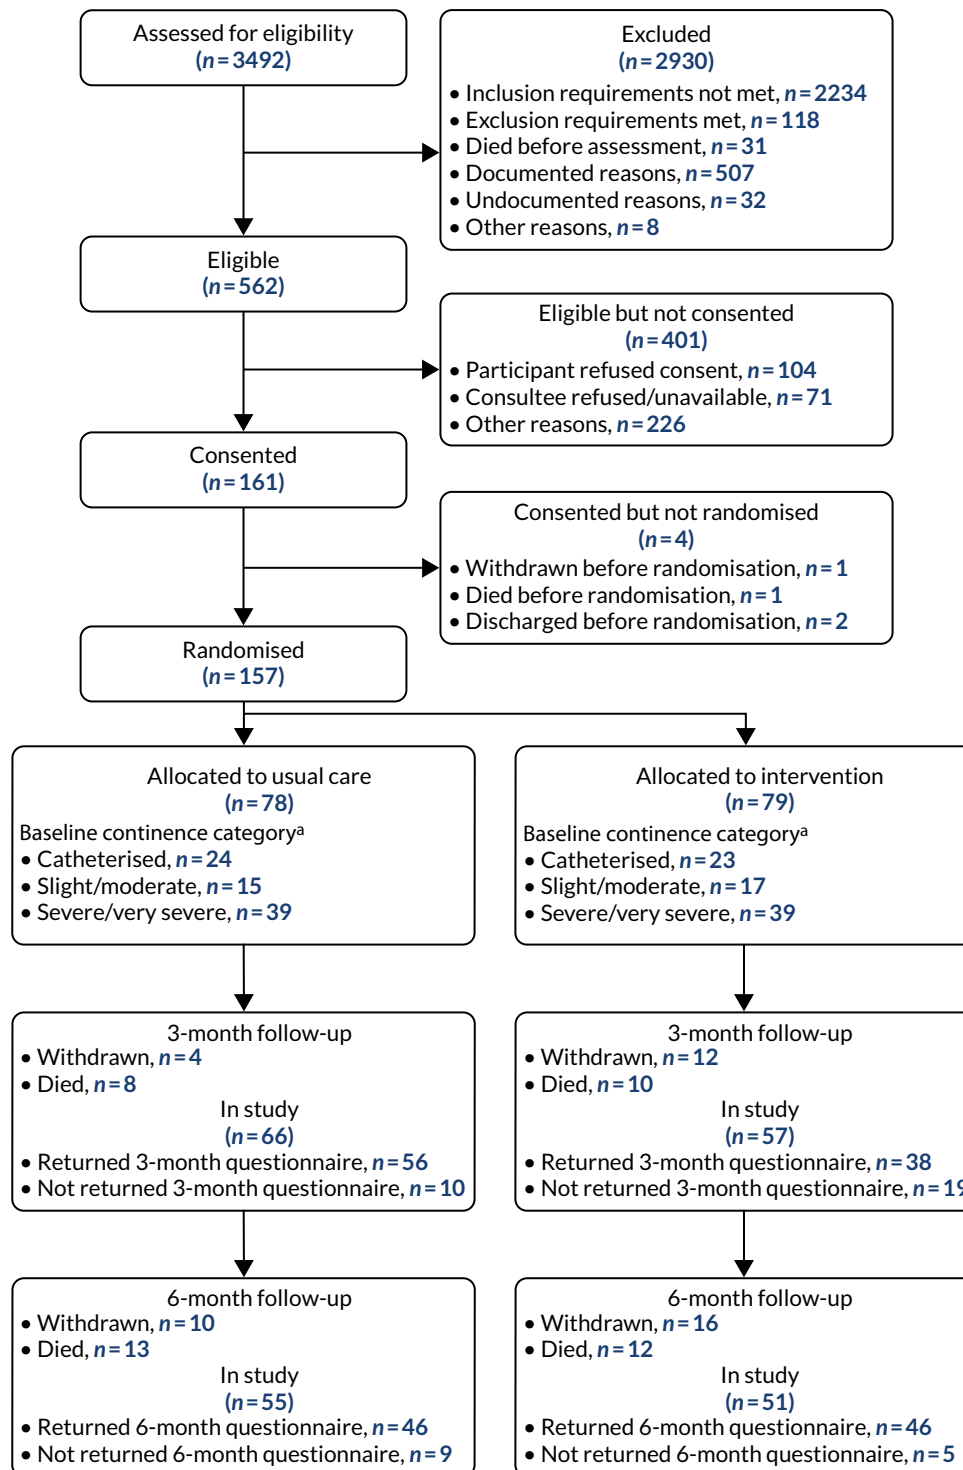 Assessed for eligibility
(n=3492)
Excluded
(n=2930)
• Inclusion requirements not met, n=2234
• Exclusion requirements met, n=118
• Died before assessment, n=31
• Documented reasons, n=507
• Undocumented reasons, n=32
• Other reasons, n=8
Eligible
(n=562)
Eligible but not consented
(n=401)
• Participant refused consent, n=104
• Consultee refused/unavailable, n=71
• Other reasons, n=226
Consented
(n=161)
Consented but not randomised
(n=4)
• Withdrawn before randomisation, n=1
• Died before randomisation, n=1
• Discharged before randomisation, n=2
Randomised
(n=157)
Allocated to usual care
(n=78)
Baseline continence categoryᵃ
• Catheterised, n=24
• Slight/moderate, n=15
• Severe/very severe, n=39
Allocated to intervention
(n=79)
Baseline continence categoryᵃ
• Catheterised, n=23
• Slight/moderate, n=17
• Severe/very severe, n=39
3-month follow-up
• Withdrawn, n=4
• Died, n=8
In study
(n=66)
• Returned 3-month questionnaire, n=56
• Not returned 3-month questionnaire, n=10
3-month follow-up
• Withdrawn, n=12
• Died, n=10
In study
(n=57)
• Returned 3-month questionnaire, n=38
• Not returned 3-month questionnaire, n=19
6-month follow-up
• Withdrawn, n=10
• Died, n=13
In study
(n=55)
• Returned 6-month questionnaire, n=46
• Not returned 6-month questionnaire, n=9
6-month follow-up
• Withdrawn, n=16
• Died, n=12
In study
(n=51)
• Returned 6-month questionnaire, n=46
• Not returned 6-month questionnaire, n=5